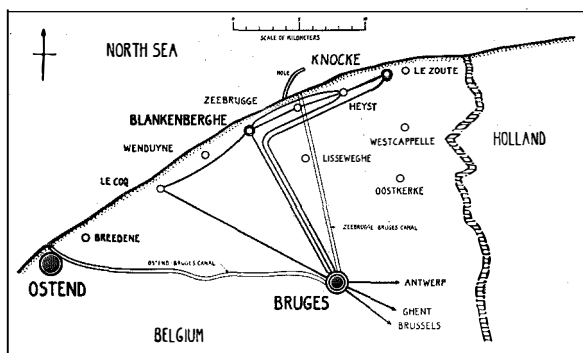 SCALE OF KILOMETERS
NORTH SEA
KNOCKE
MOLE
LE ZOUTE
ZEEBRUGGE
HEYST
BLANKENBERGHE
HOLLAND
WENDUYNE
WESTCAPPELLE
LISSEWEGHE
LE COQ
OOSTKERKE
ZEEBRUGGE BRUGES CANAL
BREEDENE
OSTEND-BRUGES CANAL
OSTEND
BRUGES
ANTWERP
GHENT
BRUSSELS
BELGIUM